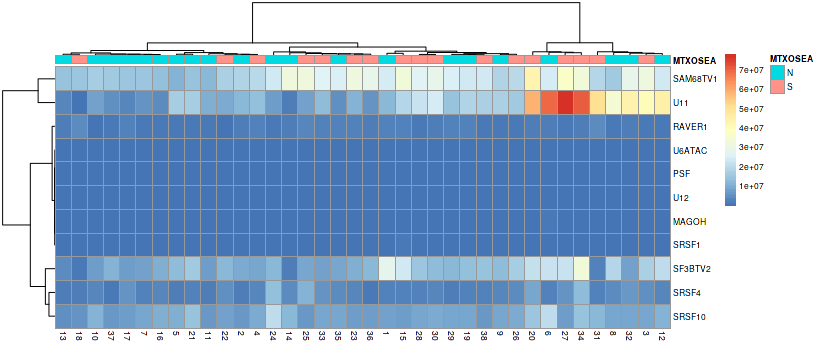 MTXOSEA
SAM68TV1
U11
RAVER1
U6ATAC
PSF
U12
MAGOH
SRSF1
SF3BTV2
SRSF4
SRSF10
13 18 10 37 17 7 16 5 21 11 22 2 4 24 14 25 33 35 23 36 1 15 28 30 29 19 38 9 26 20 6 27 34 31 8 32 3 12
7e+07
6e+07
5e+07
4e+07
3e+07
2e+07
1e+07
MTXOSEA
N
S